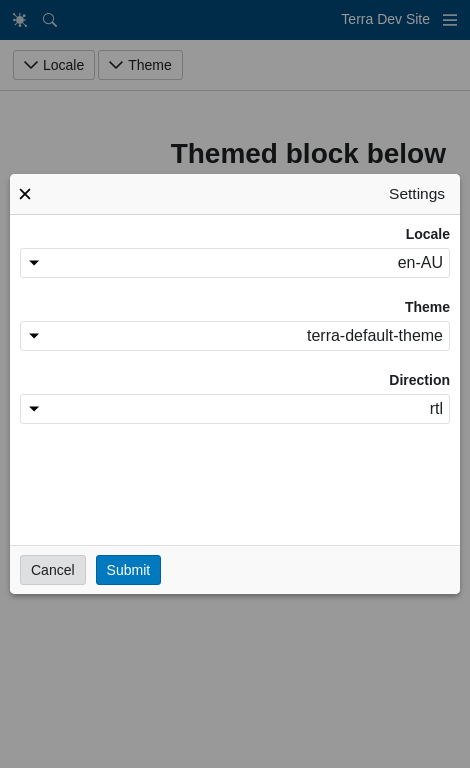 Terra Dev Site
Locale
Theme
Themed block below
Settings
Locale
en-AU
Theme
terra-default-theme
Direction
rtl
Cancel
Submit